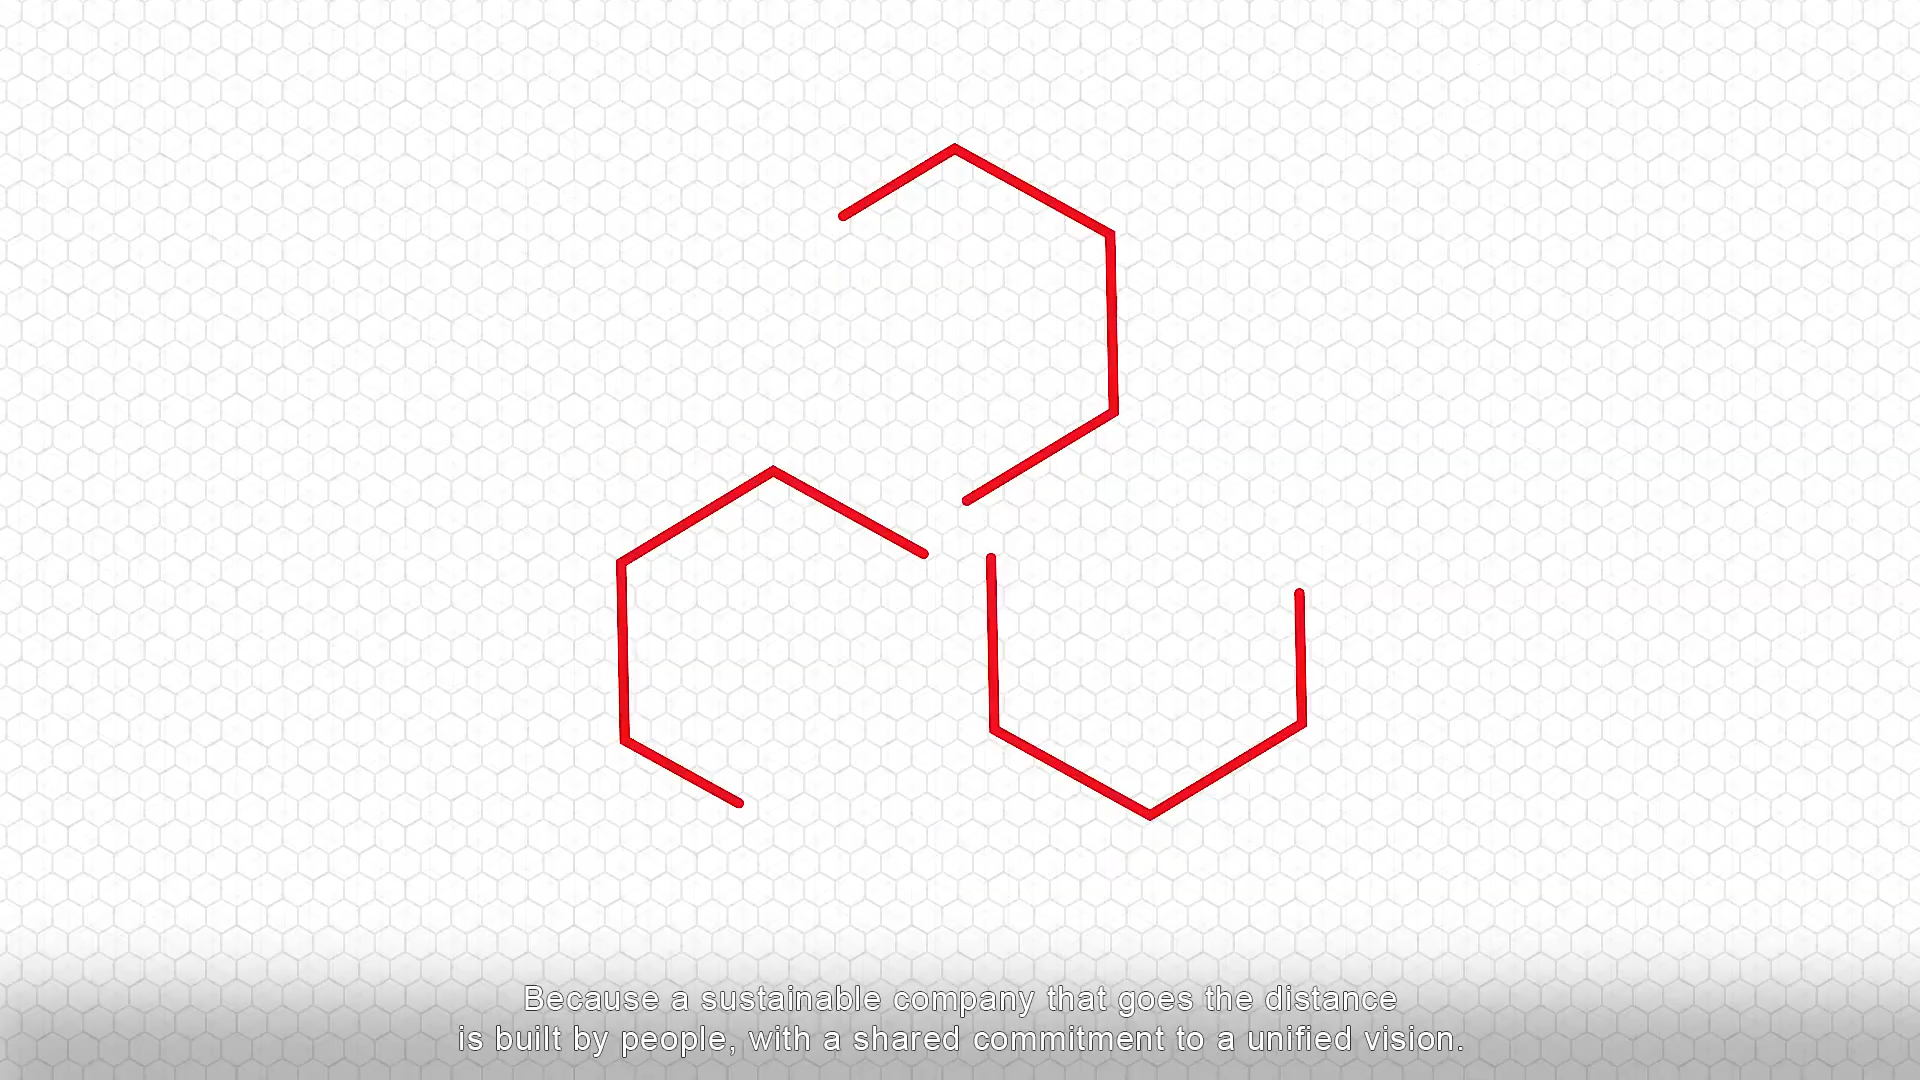 Because a sustainable company that goes the distance
is built by people, with a shared commitment to a unified vision.